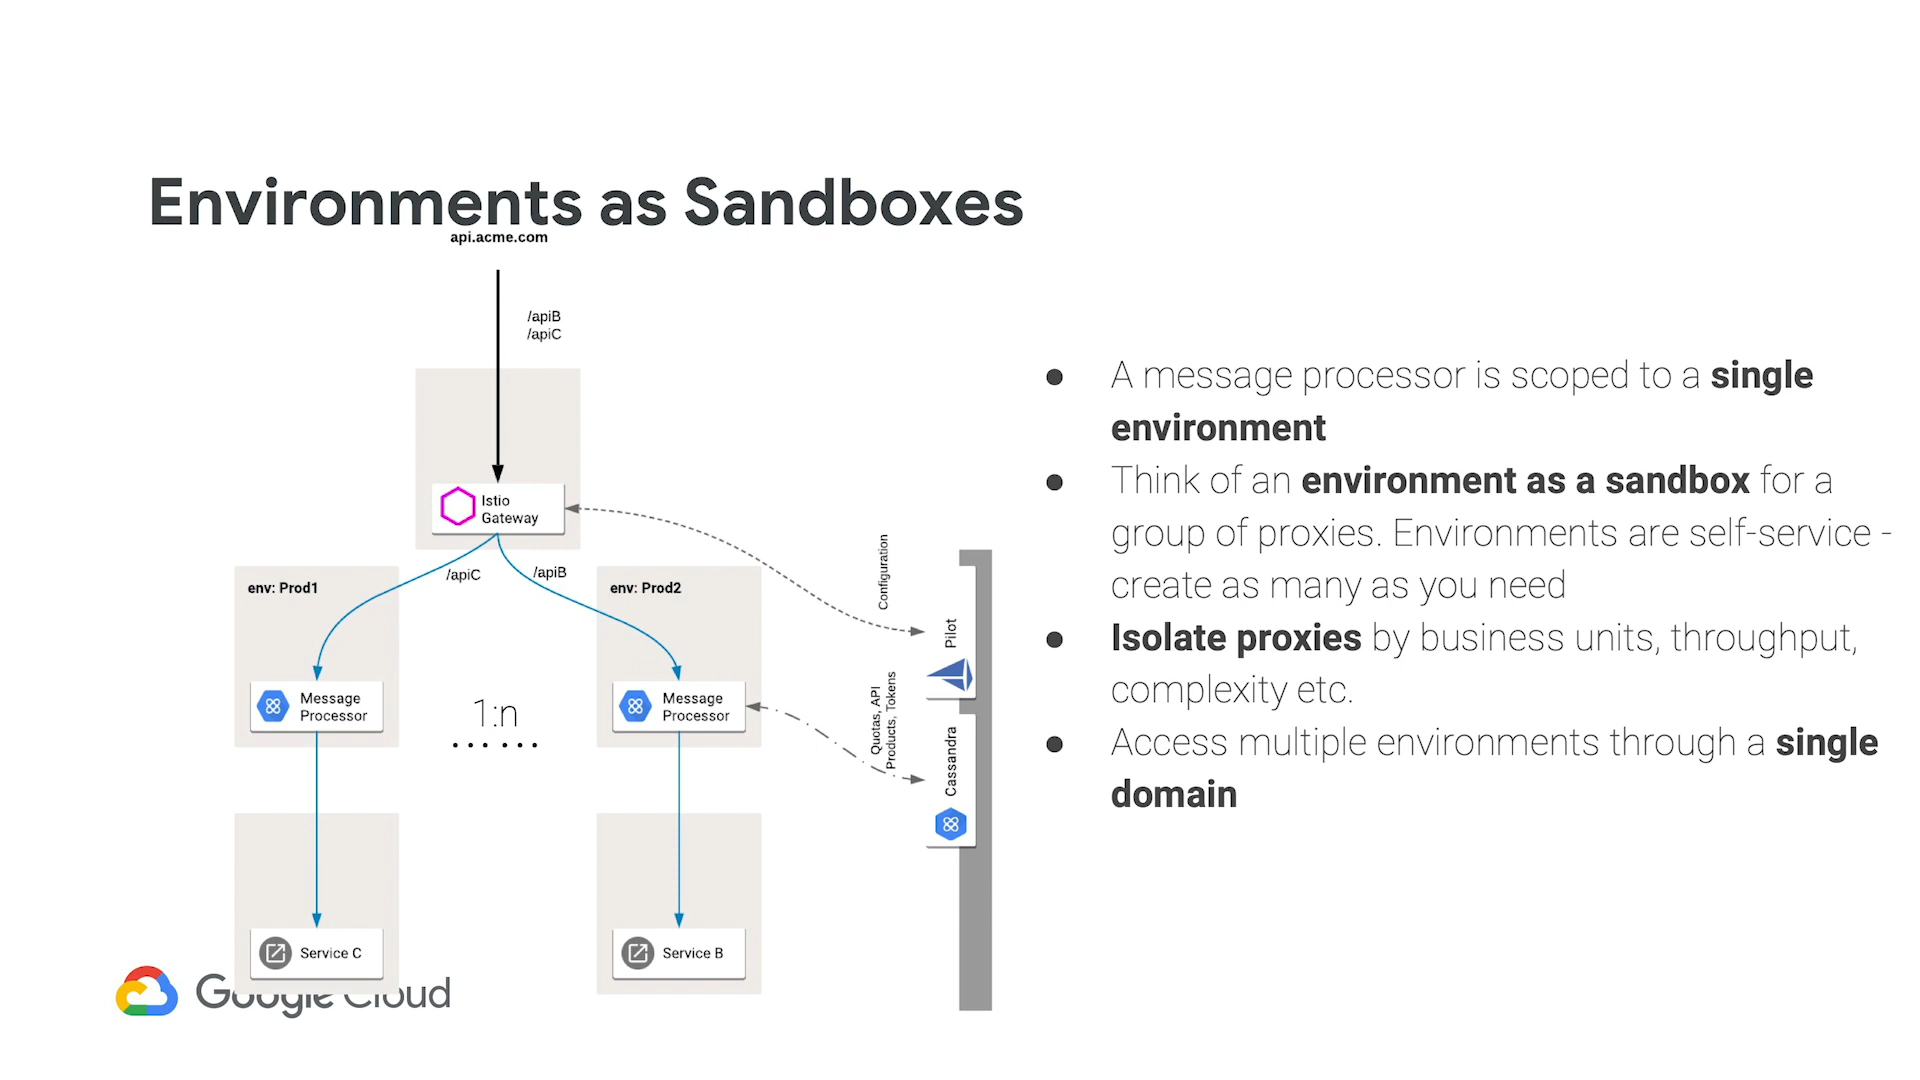 Environments as Sandboxes
api.acme.com
/apiB
/apiC
Istio
Gateway
/apiC
/apiB
env: Prod1
env: Prod2
Message
Processor
1:n
Message
Processor
Service C
Service B
Configuration
Pilot
Quotas, API
Products, Tokens
Cassandra
● A message processor is scoped to a single
environment
● Think of an environment as a sandbox for a
group of proxies. Environments are self-service -
create as many as you need
● Isolate proxies by business units, throughput,
complexity etc.
● Access multiple environments through a single
domain
Google Cloud